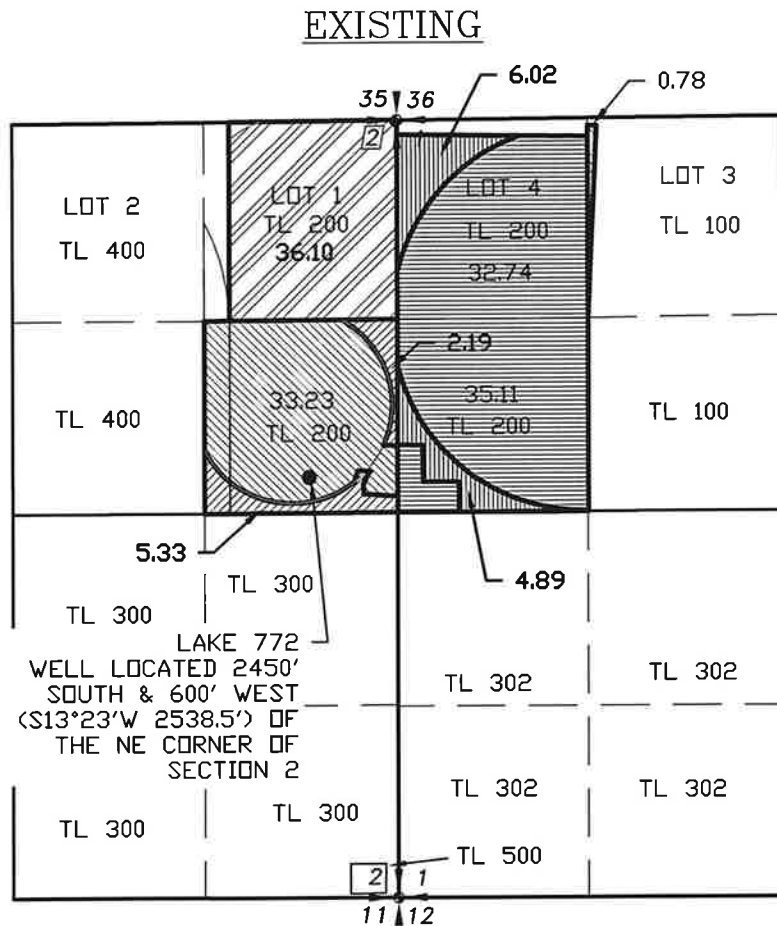 EXISTING
6.02
0.78
35 36
2
LOT 2
TL 400
LOT 1
TL 200
36.10
LOT 4
TL 200
32.74
LOT 3
TL 100
2.19
TL 400
33.23
TL 200
35.11
TL 200
TL 100
5.33
4.89
TL 300
TL 300
LAKE 772
WELL LOCATED 2450'
SOUTH & 600' WEST
(S13°23'W 2538.5') OF
THE NE CORNER OF
SECTION 2
TL 302
TL 302
TL 300
TL 300
TL 302
TL 302
TL 500
2 1
11 12